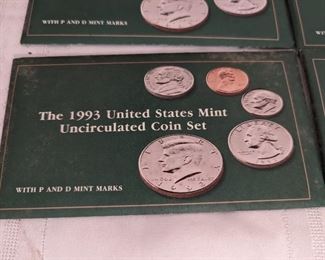 WITH P AND D MINT MARKS
The 1993 United States Mint
Uncirculated Coin Set
WITH P AND D MINT MARKS